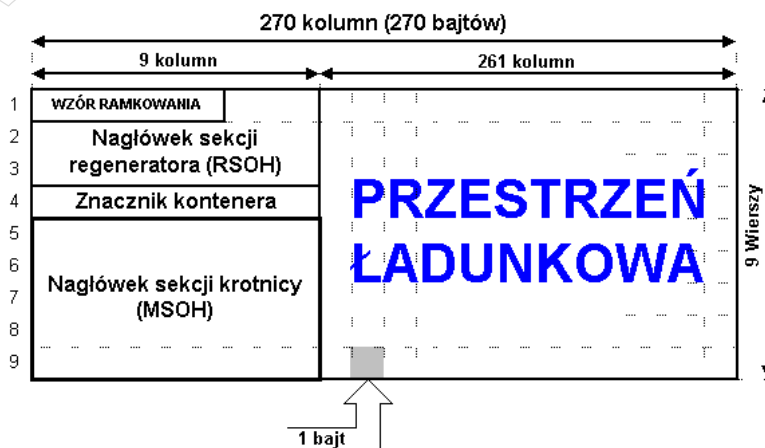 270 kolumn (270 bajtów)
9 kolumn
261 kolumn
1
WZÓR RAMKOWANIA
2
Nagłówek sekcji
3
regeneratora (RSOH)
4
Znacznik kontenera
5
6
7
8
9
Nagłówek sekcji krotnicy
(MSOH)
PRZESTRZEŃ
ŁADUNKOWA
9 Wierszy
1 bajt